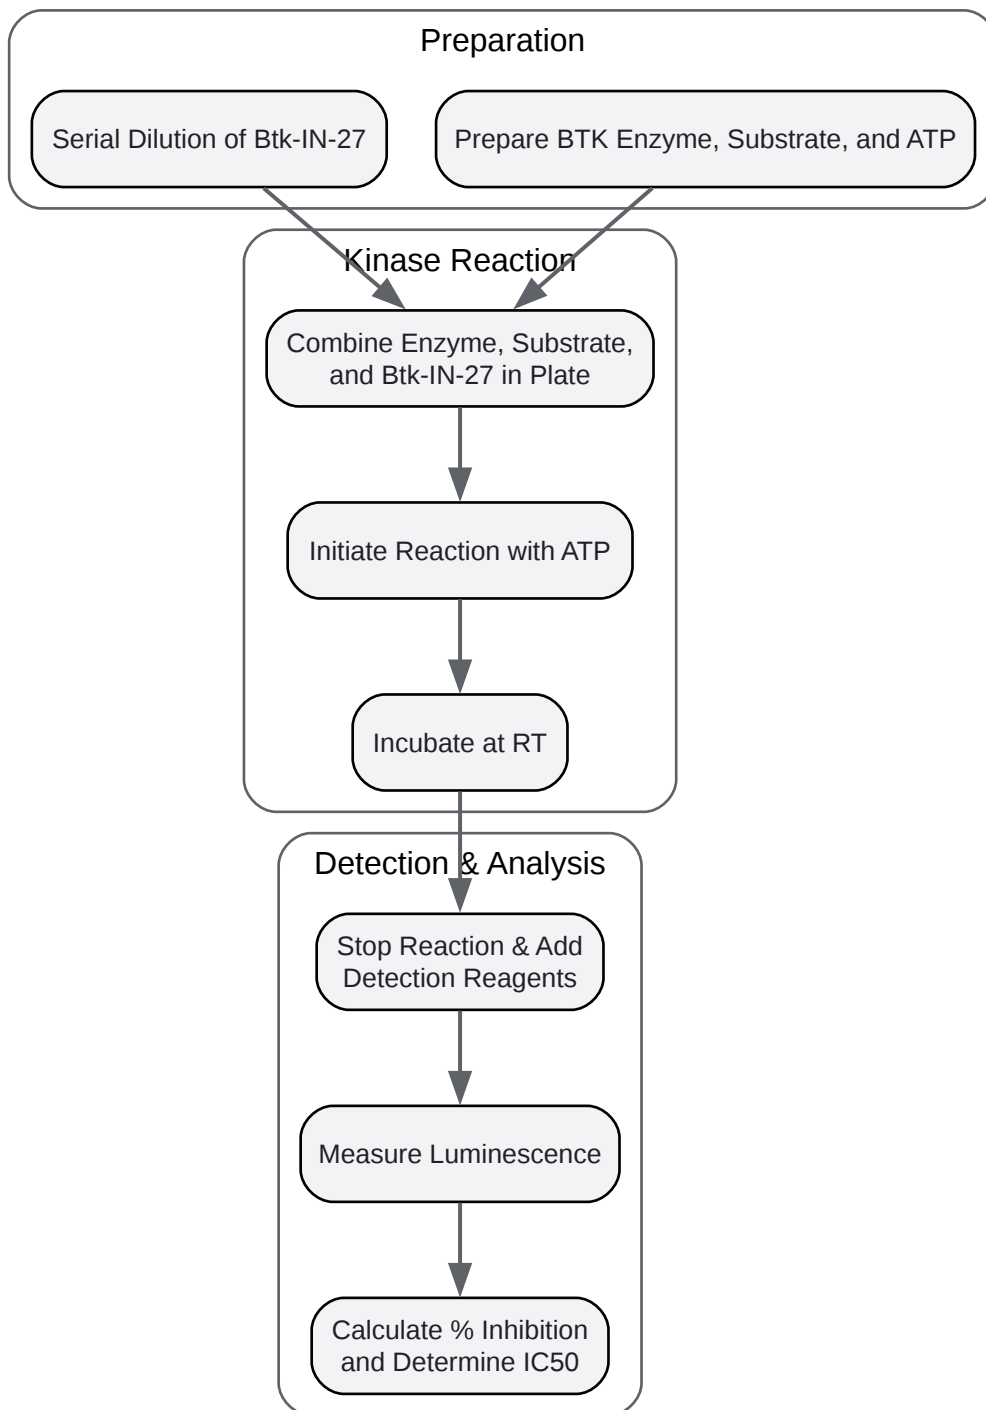 Preparation
Serial Dilution of Btk-IN-27
Prepare BTK Enzyme, Substrate, and ATP
Kinase Reaction
Combine Enzyme, Substrate,
and Btk-IN-27 in Plate
Initiate Reaction with ATP
Incubate at RT
Detection & Analysis
Stop Reaction & Add
Detection Reagents
Measure Luminescence
Calculate % Inhibition
and Determine IC50